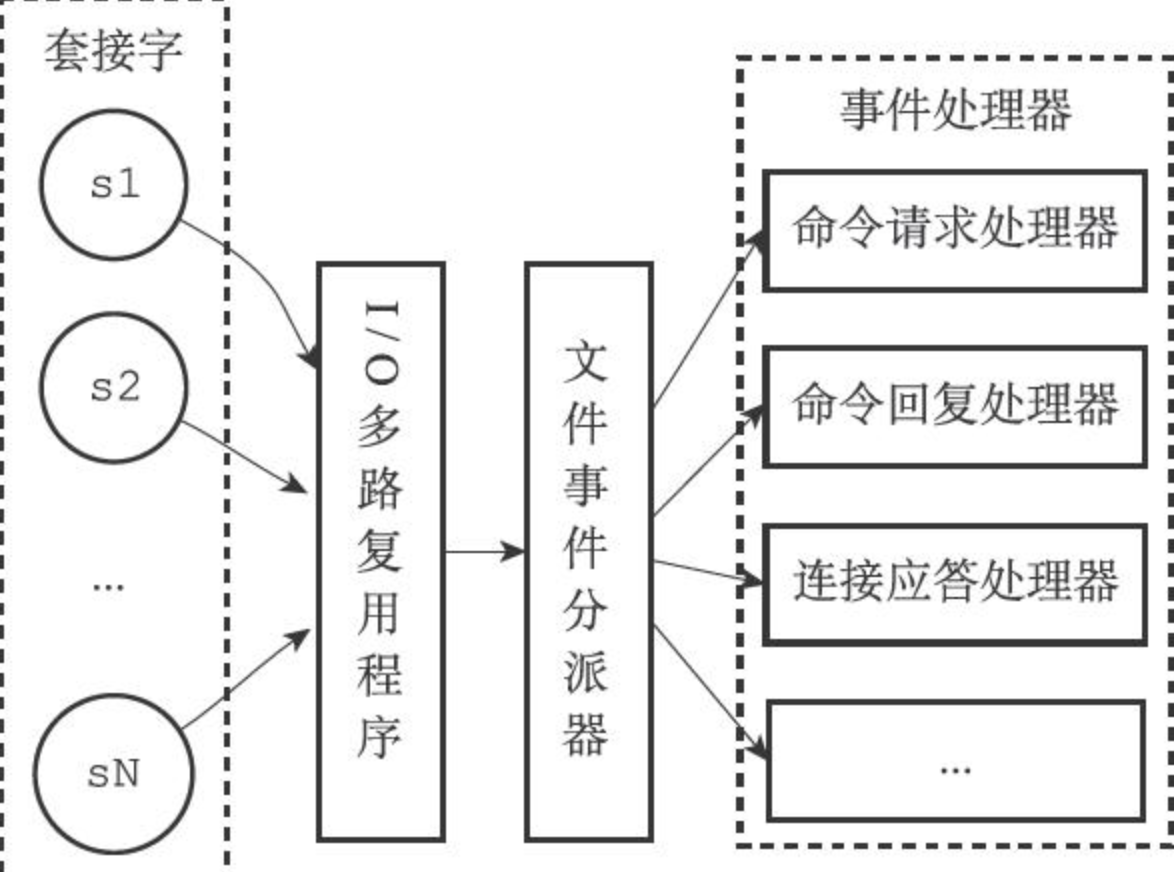 套接字
s1
s2
...
sN
I/O多路复用程序
文件事件分派器
事件处理器
命令请求处理器
命令回复处理器
连接应答处理器
...